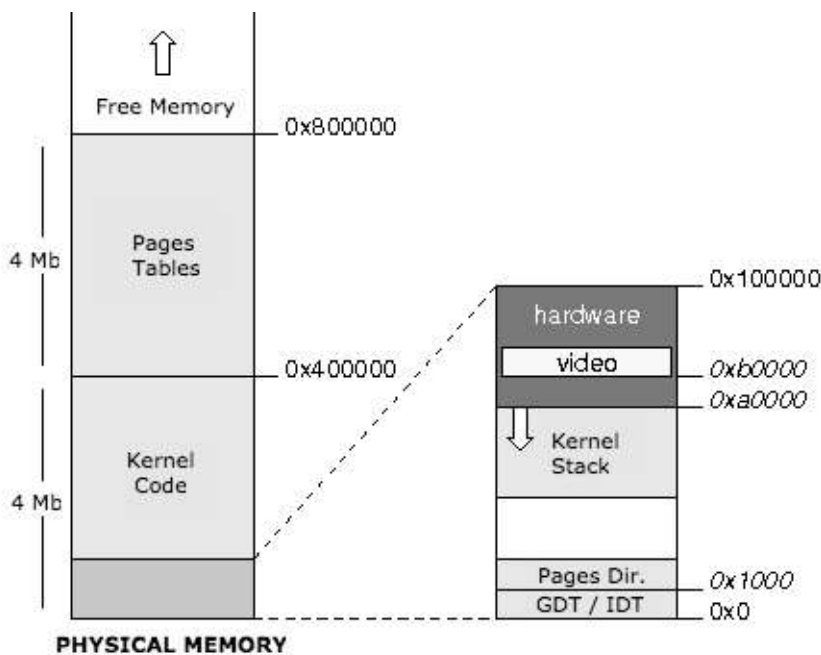 Free Memory
0x800000
4 Mb
Pages
Tables
0x400000
4 Mb
Kernel
Code
PHYSICAL MEMORY
0x100000
hardware
video
0xb0000
0xa0000
Kernel
Stack
Pages Dir.
0x1000
GDT / IDT
0x0